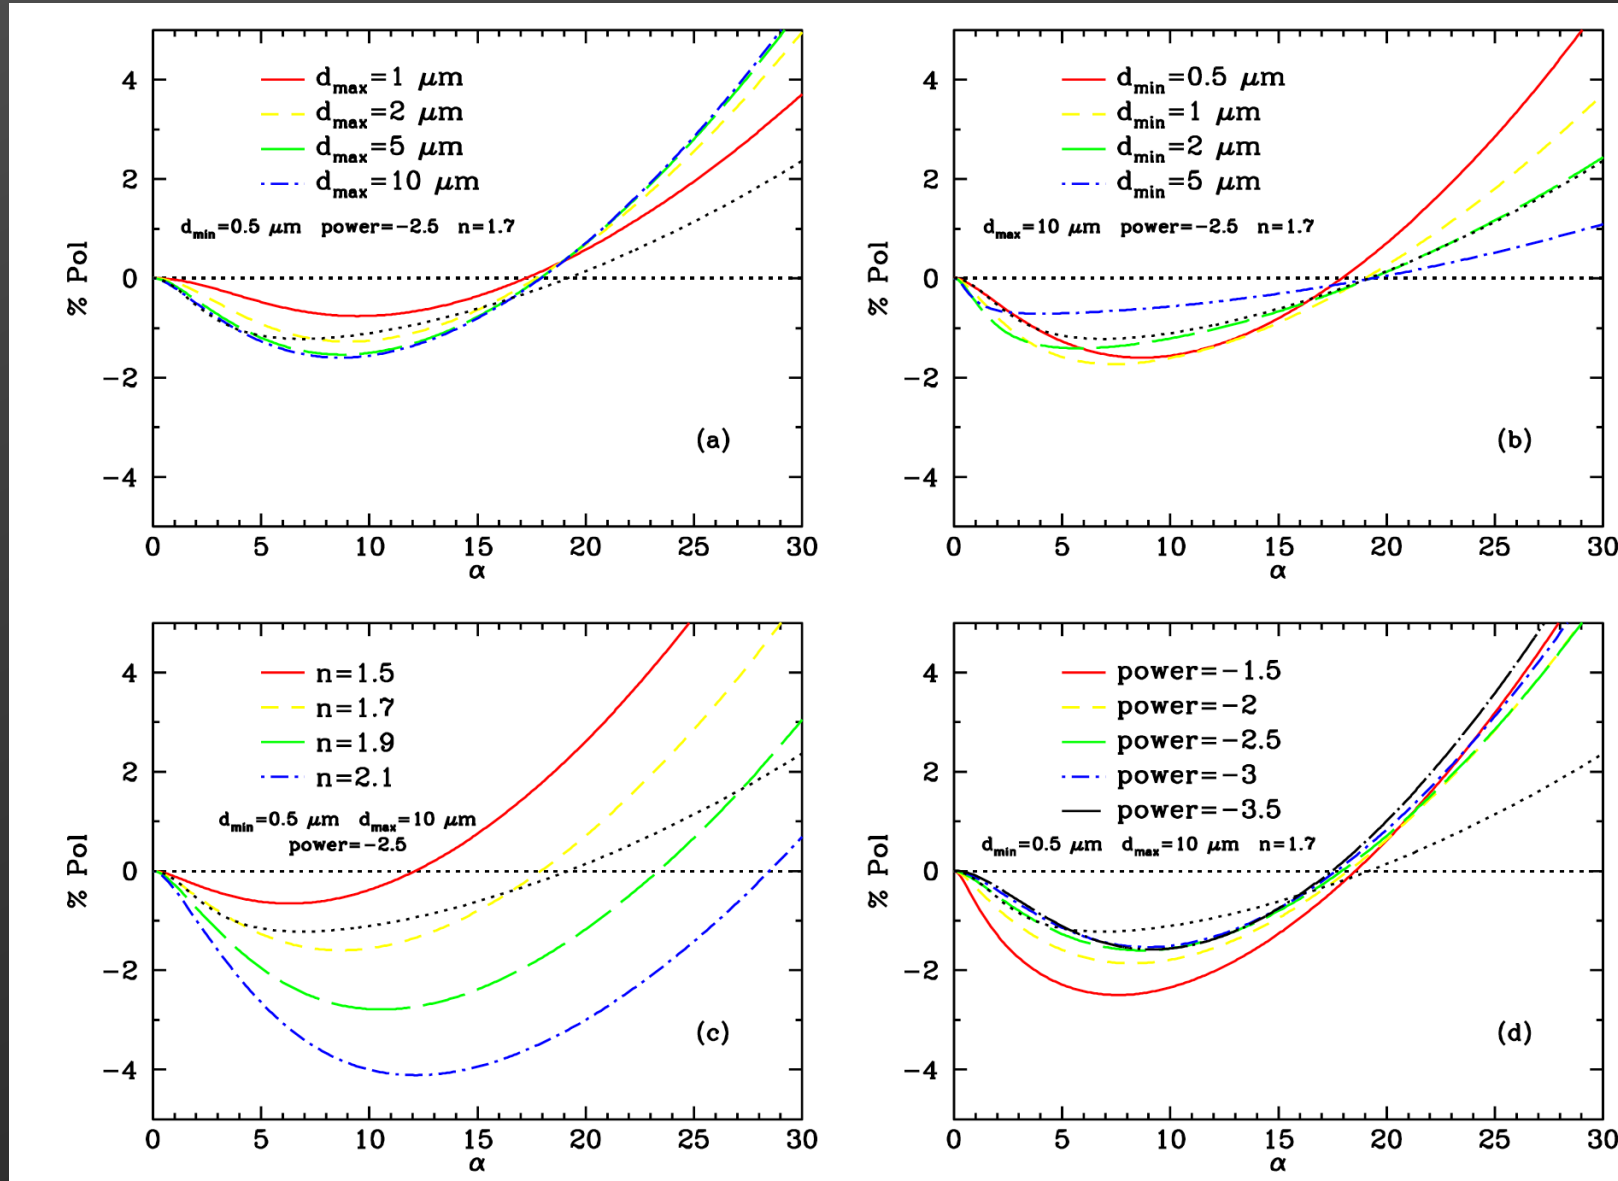 4
2
0
−2
−4
% Pol
d_max=1 μm
d_max=2 μm
d_max=5 μm
d_max=10 μm
d_min=0.5 μm power=−2.5 n=1.7
(a)
0 5 10 15 20 25 30
α
4
2
0
−2
−4
% Pol
d_min=0.5 μm
d_min=1 μm
d_min=2 μm
d_min=5 μm
d_max=10 μm power=−2.5 n=1.7
(b)
0 5 10 15 20 25 30
α
4
2
0
−2
−4
% Pol
n=1.5
n=1.7
n=1.9
n=2.1
d_min=0.5 μm d_max=10 μm
power=−2.5
(c)
0 5 10 15 20 25 30
α
4
2
0
−2
−4
% Pol
power=−1.5
power=−2
power=−2.5
power=−3
power=−3.5
d_min=0.5 μm d_max=10 μm n=1.7
(d)
0 5 10 15 20 25 30
α